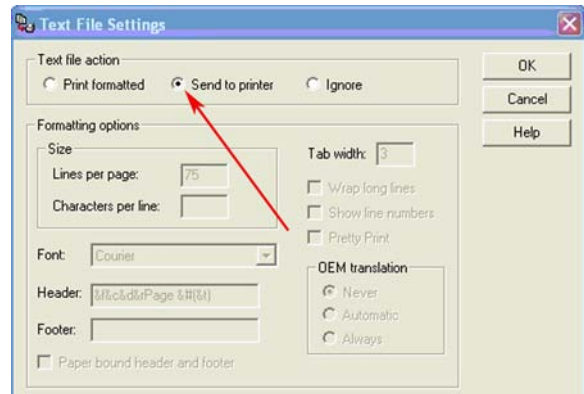 Text File Settings
Text file action
Print formatted Send to printer Ignore
OK
Cancel
Help
Formatting options
Size
Lines per page: 75
Characters per line:
Tab width: 3
Wrap long lines
Show line numbers
Pretty Print
Font: Courier
Header: &f&c&d&rPage &#(&t)
Footer:
Paper bound header and footer
OEM translation
Never
Automatic
Always